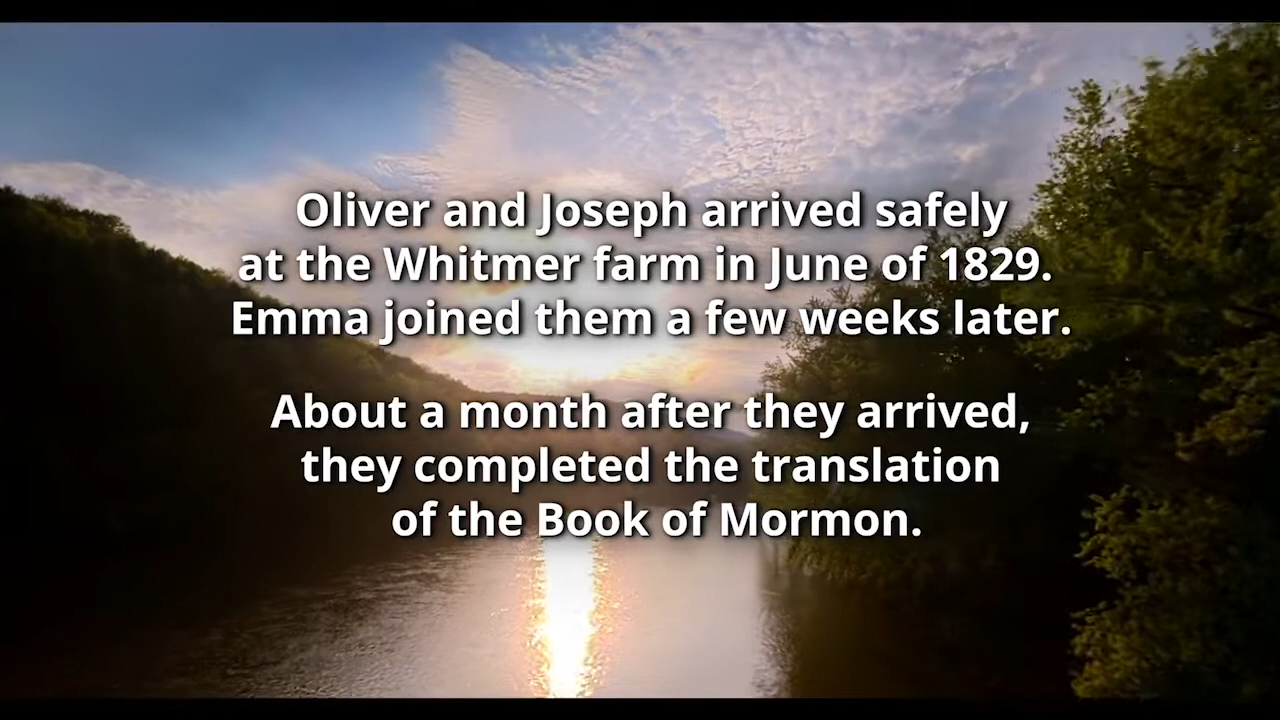 Oliver and Joseph arrived safely
at the Whitmer farm in June of 1829.
Emma joined them a few weeks later.
About a month after they arrived,
they completed the translation
of the Book of Mormon.